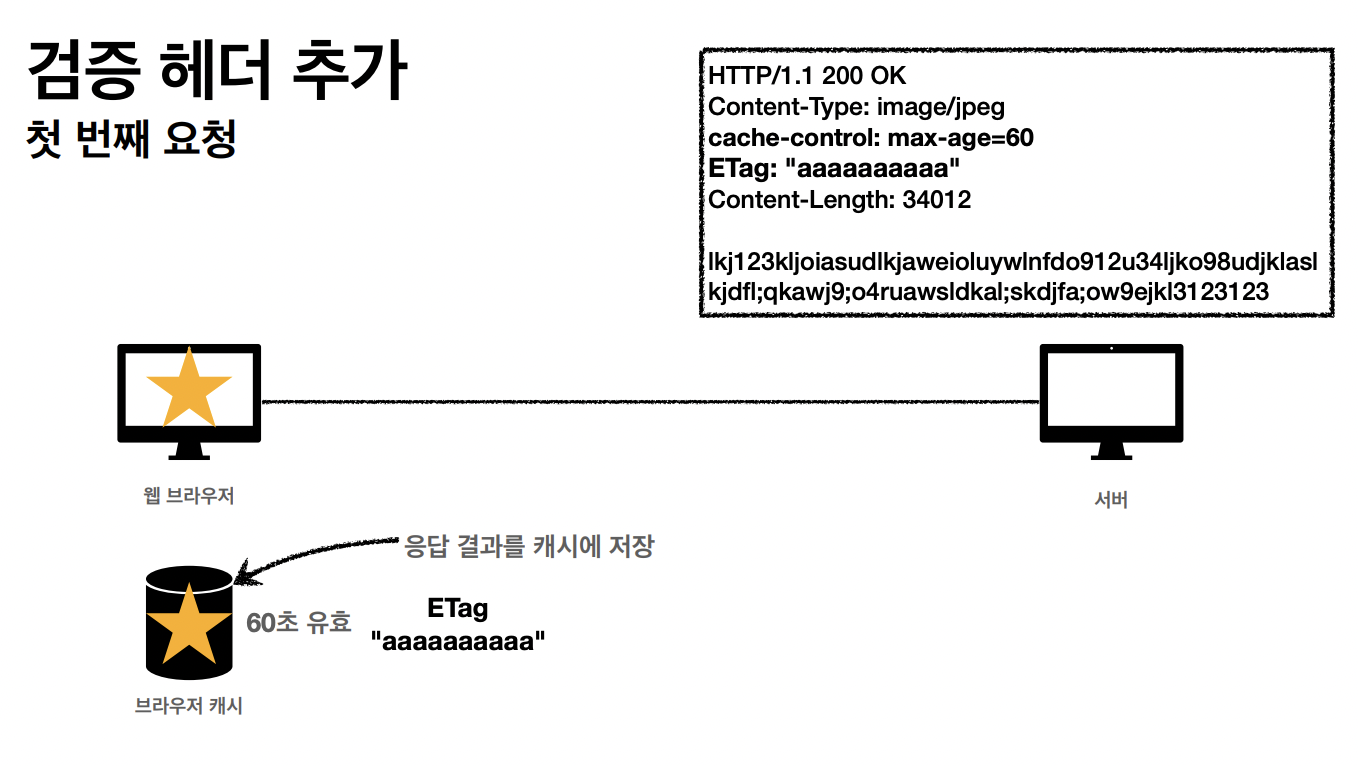 검증 헤더 추가
첫 번째 요청
HTTP/1.1 200 OK
Content-Type: image/jpeg
cache-control: max-age=60
ETag: "aaaaaaaaaa"
Content-Length: 34012
lkj123kljoiasudlkjaweioluywlnfdo912u34ljko98udjklasl
kjdfl;qkawj9;o4ruawsldkal;skdjfa;ow9ejkl3123123
웹 브라우저
서버
응답 결과를 캐시에 저장
60초 유효
ETag
"aaaaaaaaaa"
브라우저 캐시